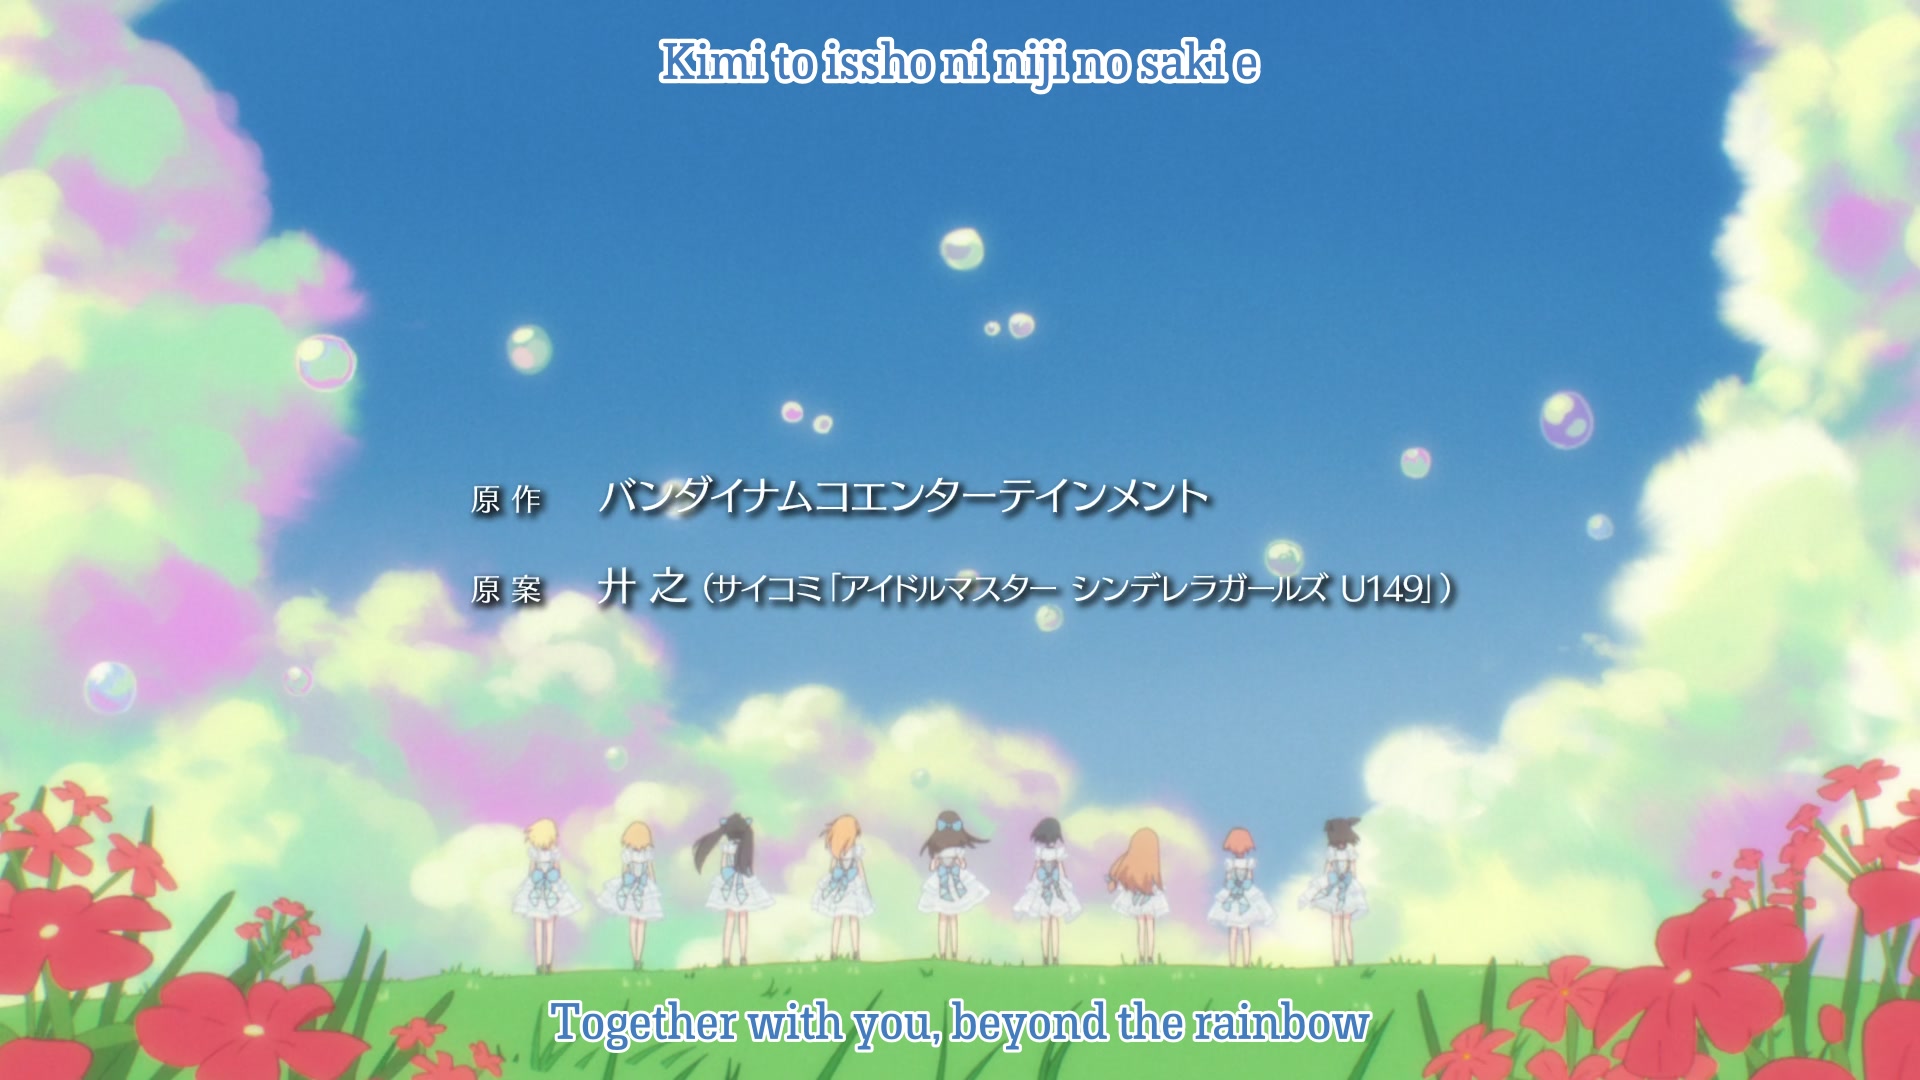 Kimi to issho ni niji no saki e
原作 バンダイナムコエンターテインメント
原案 廾之（サイコミ「アイドルマスター シンデレラガールズ U149」）
Together with you, beyond the rainbow